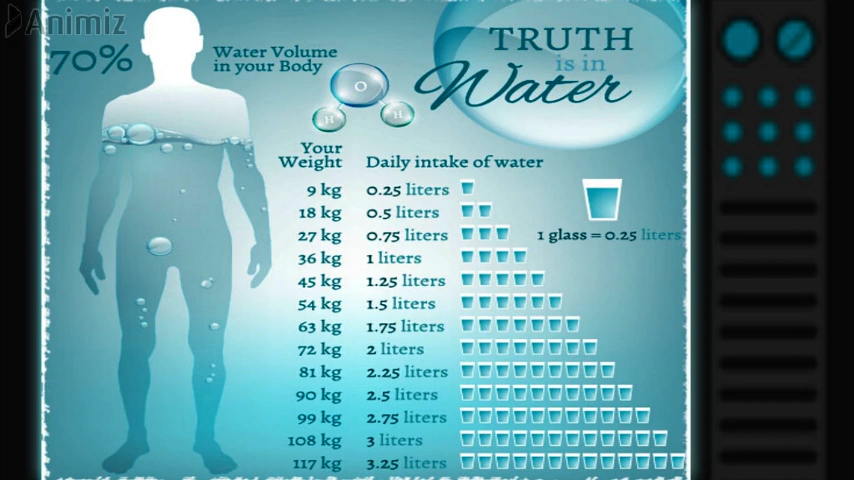 Animiz
70%
Water Volume
in your Body
TRUTH
is in
Water
O
H
H
Your
Weight
Daily intake of water
9 kg 0.25 liters
18 kg 0.5 liters
27 kg 0.75 liters
36 kg 1 liters
45 kg 1.25 liters
54 kg 1.5 liters
63 kg 1.75 liters
72 kg 2 liters
81 kg 2.25 liters
90 kg 2.5 liters
99 kg 2.75 liters
108 kg 3 liters
117 kg 3.25 liters
1 glass = 0.25 liters